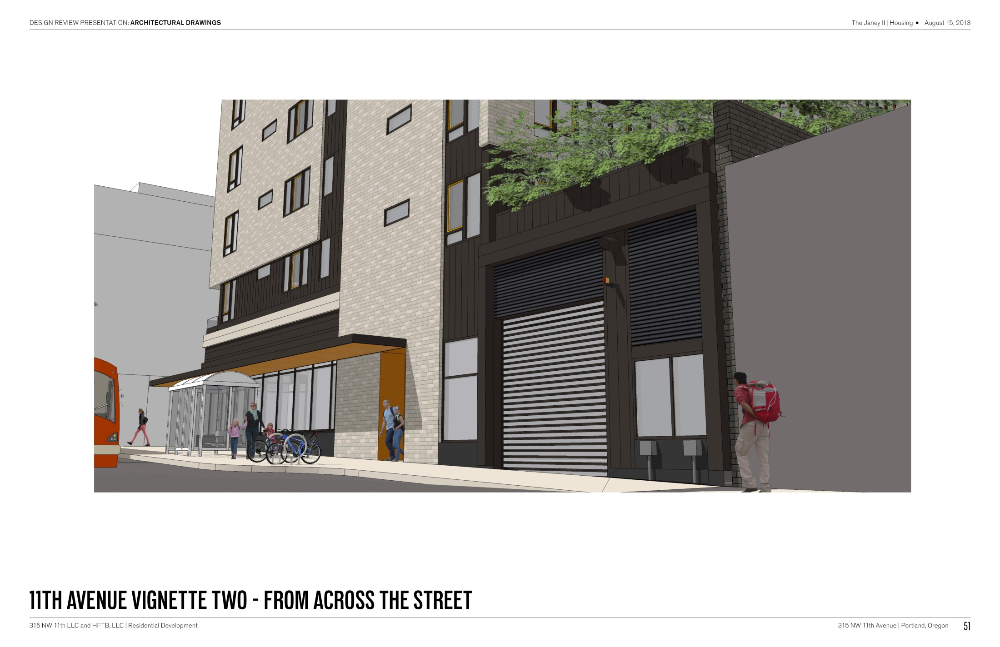 DESIGN REVIEW PRESENTATION: ARCHITECTURAL DRAWINGS
The Janey II | Housing • August 15, 2013
11TH AVENUE VIGNETTE TWO - FROM ACROSS THE STREET
315 NW 11th LLC and HFTB, LLC | Residential Development
315 NW 11th Avenue | Portland, Oregon 51